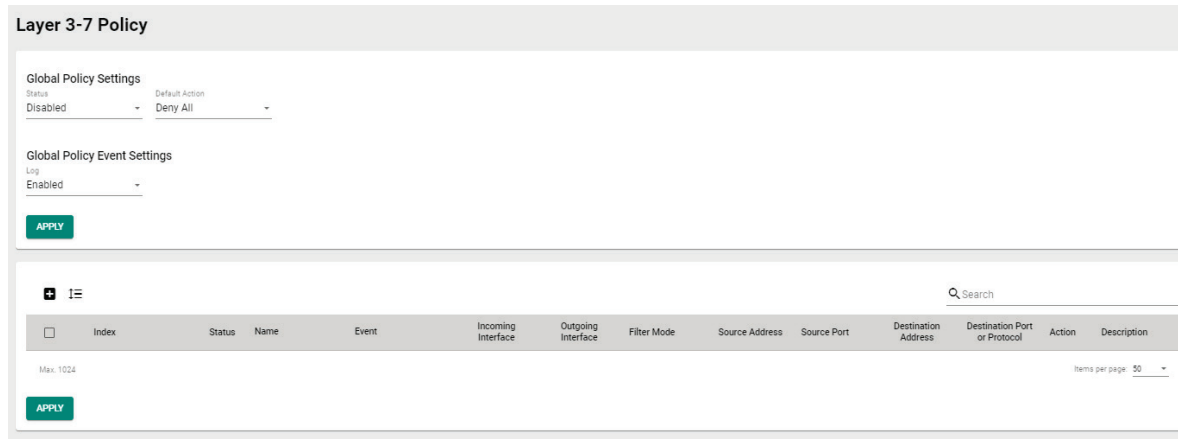 Layer 3-7 Policy
Global Policy Settings
Status Default Action
Disabled Deny All
Global Policy Event Settings
Log
Enabled
APPLY
Search
Index Status Name Event Incoming Interface Outgoing Interface Filter Mode Source Address Source Port Destination Address Destination Port or Protocol Action Description
Max. 1024 Items per page: 50
APPLY